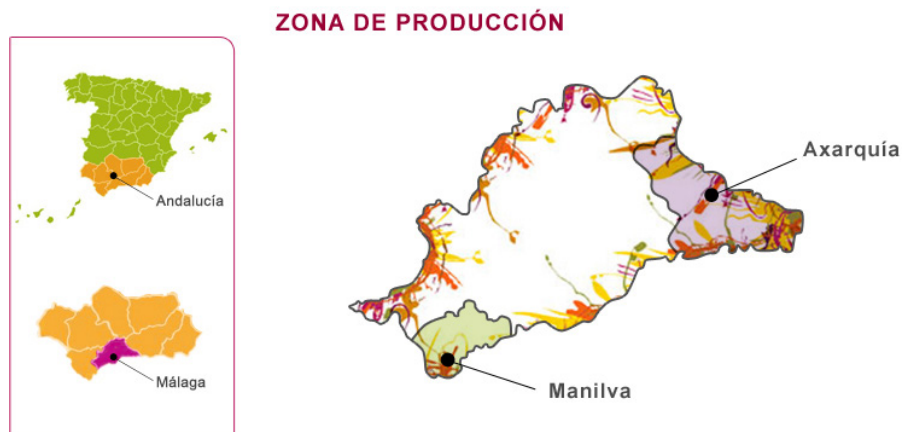 ZONA DE PRODUCCIÓN
Andalucía
Málaga
Axarquía
Manilva